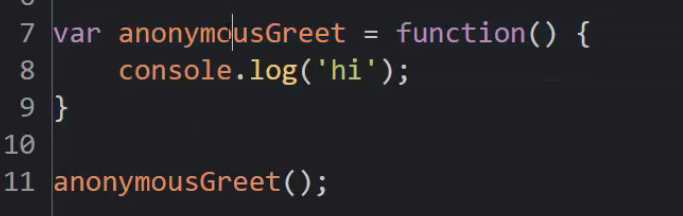 7 var anonymousGreet = function() {
8     console.log('hi');
9 }
10
11 anonymousGreet();